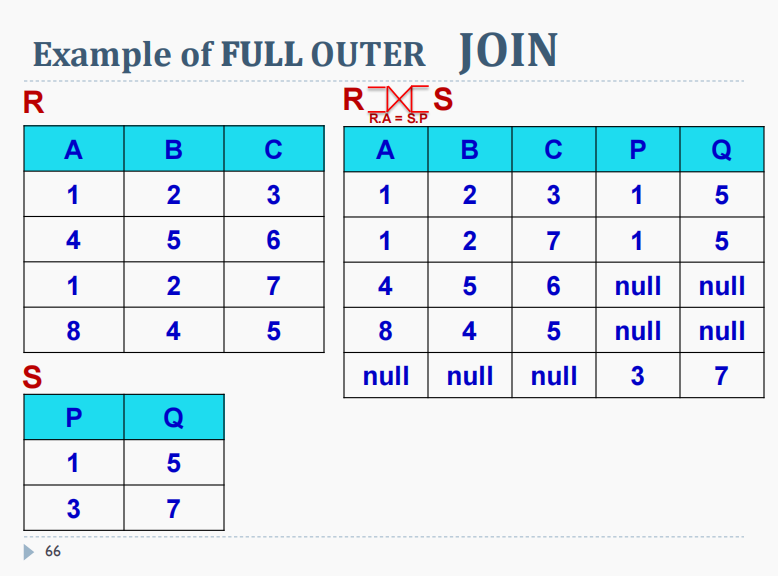 Example of FULL OUTER JOIN
R
A B C
1 2 3
4 5 6
1 2 7
8 4 5
S
P Q
1 5
3 7
R S
R.A = S.P
A B C P Q
1 2 3 1 5
1 2 7 1 5
4 5 6 null null
8 4 5 null null
null null null 3 7
66